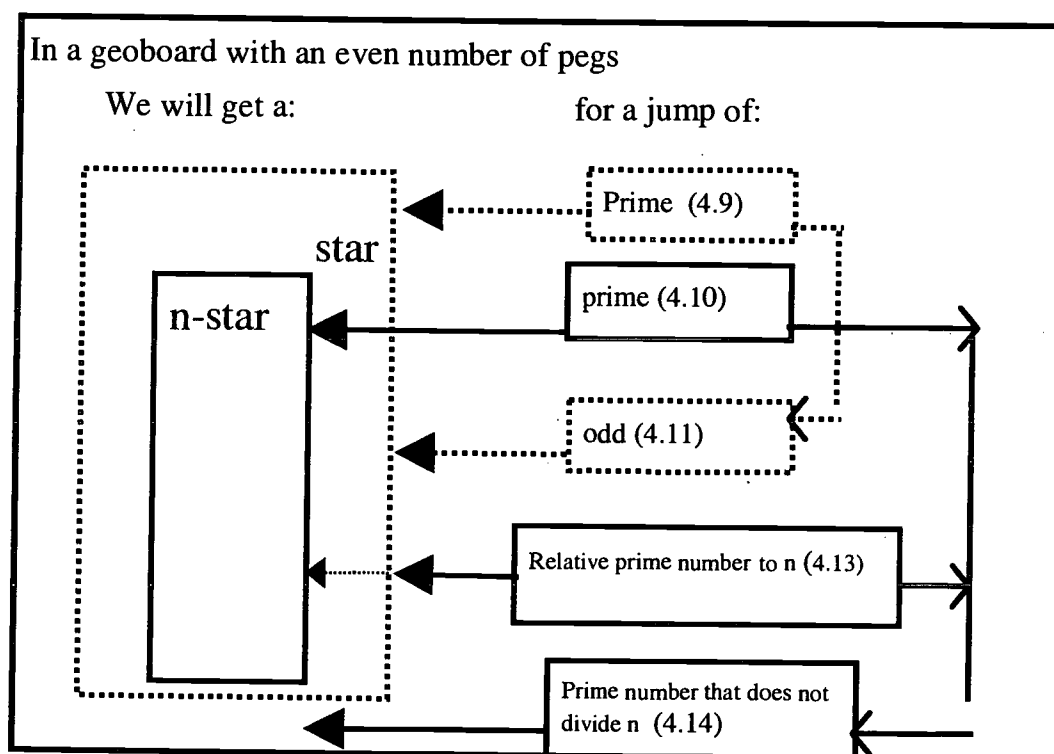 In a geoboard with an even number of pegs
We will get a: for a jump of:
Prime (4.9)
star
prime (4.10)
n-star
odd (4.11)
Relative prime number to n (4.13)
Prime number that does not
divide n (4.14)